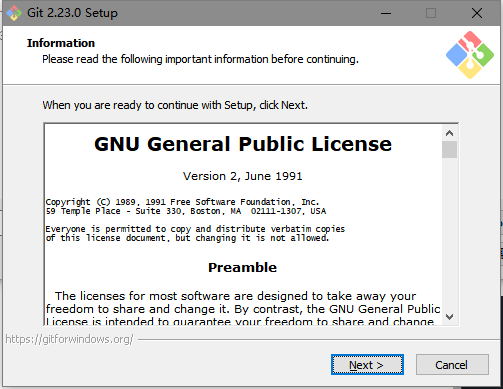 Git 2.23.0 Setup
Information
Please read the following important information before continuing.
When you are ready to continue with Setup, click Next.
GNU General Public License
Version 2, June 1991
Copyright (C) 1989, 1991 Free Software Foundation, Inc.
59 Temple Place - Suite 330, Boston, MA  02111-1307, USA
Everyone is permitted to copy and distribute verbatim copies
of this license document, but changing it is not allowed.
Preamble
The licenses for most software are designed to take away your
freedom to share and change it. By contrast, the GNU General Public
License is intended to guarantee your freedom to share and change
https://gitforwindows.org/
Next >
Cancel